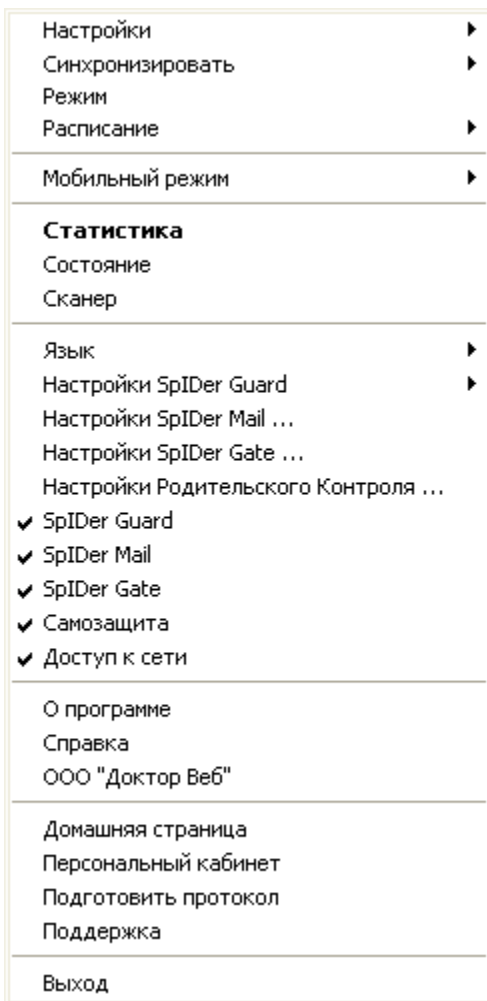 Настройки
Синхронизировать
Режим
Расписание
Мобильный режим
Статистика
Состояние
Сканер
Язык
Настройки SpIDer Guard
Настройки SpIDer Mail ...
Настройки SpIDer Gate ...
Настройки Родительского Контроля ...
SpIDer Guard
SpIDer Mail
SpIDer Gate
Самозащита
Доступ к сети
О программе
Справка
ООО "Доктор Веб"
Домашняя страница
Персональный кабинет
Подготовить протокол
Поддержка
Выход